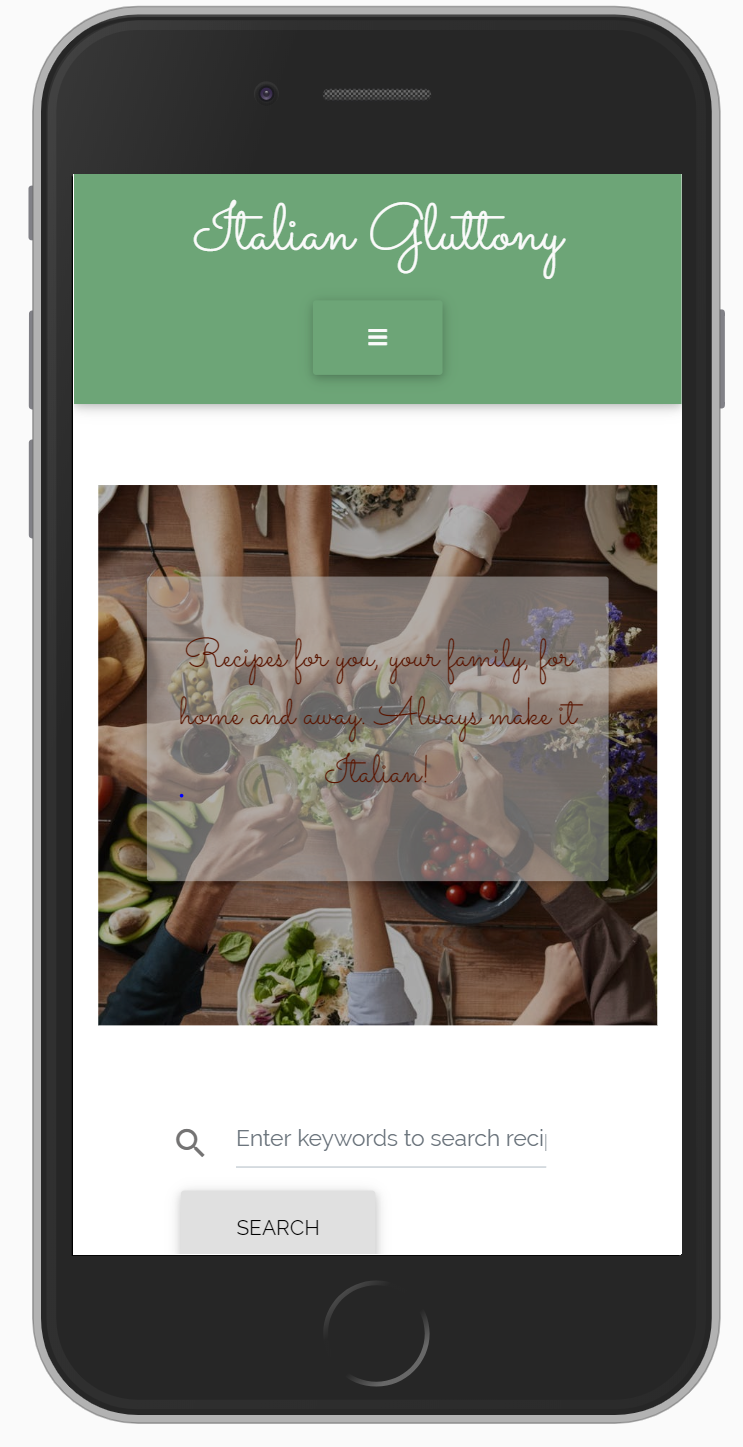 Italian Gluttony
Recipes for you, your family, for
home and away. Always make it
Italian!
Enter keywords to search reci
SEARCH